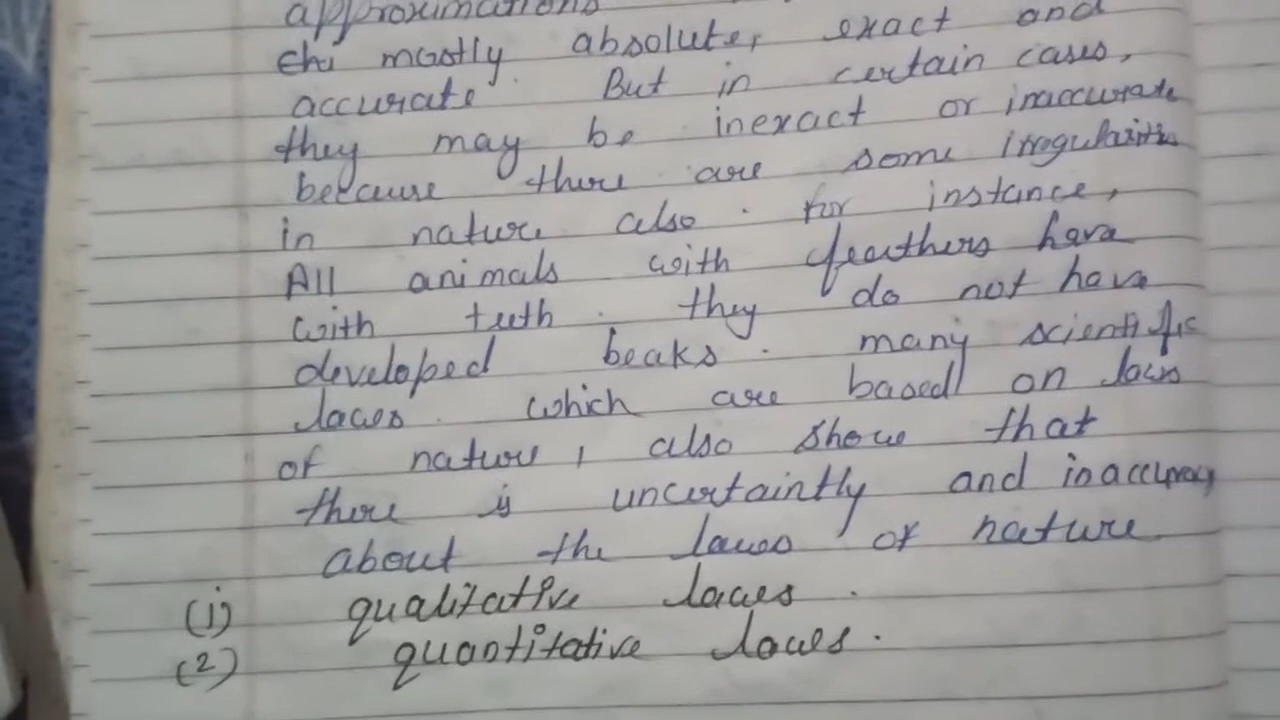 approximations
mostly absolute, exact and
accurate. But in certain cases,
they may be inexact or inaccurate
because there are some irregularities
in nature also. for instance,
All animals with feathers have
with teeth. they do not have
developed beaks. many scientific
laws. which are based on laws
of nature, also show that
there is uncertaintly and inaccuracy
about the laws of nature
(1) qualitative laws.
(2) quantitative laws.